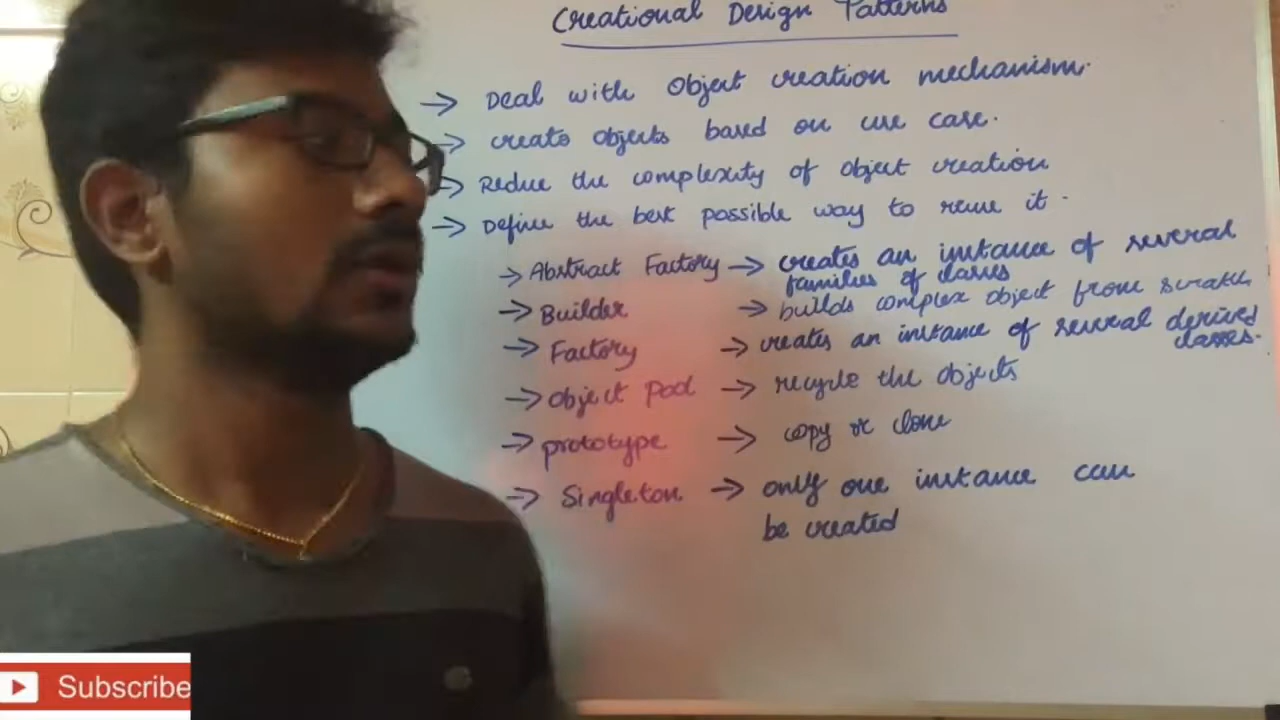 Creational Design Patterns
→ Deal with Object creation mechanism.
→ create objects based on use case.
→ Reduce the complexity of object creation
→ Define the best possible way to reuse it.
→ Abstract Factory → creates an instance of several
families of classes
→ Builder → builds complex object from scratch
→ Factory → creates an instance of several derived
classes.
→ Object Pool → recycle the objects
→ prototype → copy or clone
→ Singleton → only one instance can
be created
Subscribe